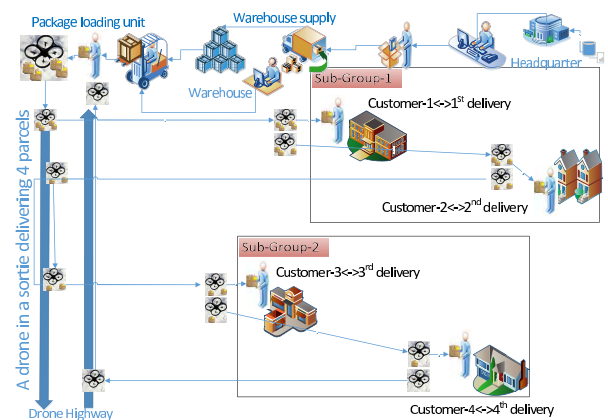 Package loading unit
Warehouse supply
Headquarter
Warehouse
Sub-Group-1
Customer-1<->1st delivery
Customer-2<->2nd delivery
Sub-Group-2
Customer-3<->3rd delivery
Customer-4<->4th delivery
A drone in a sortie delivering 4 parcels
Drone Highway